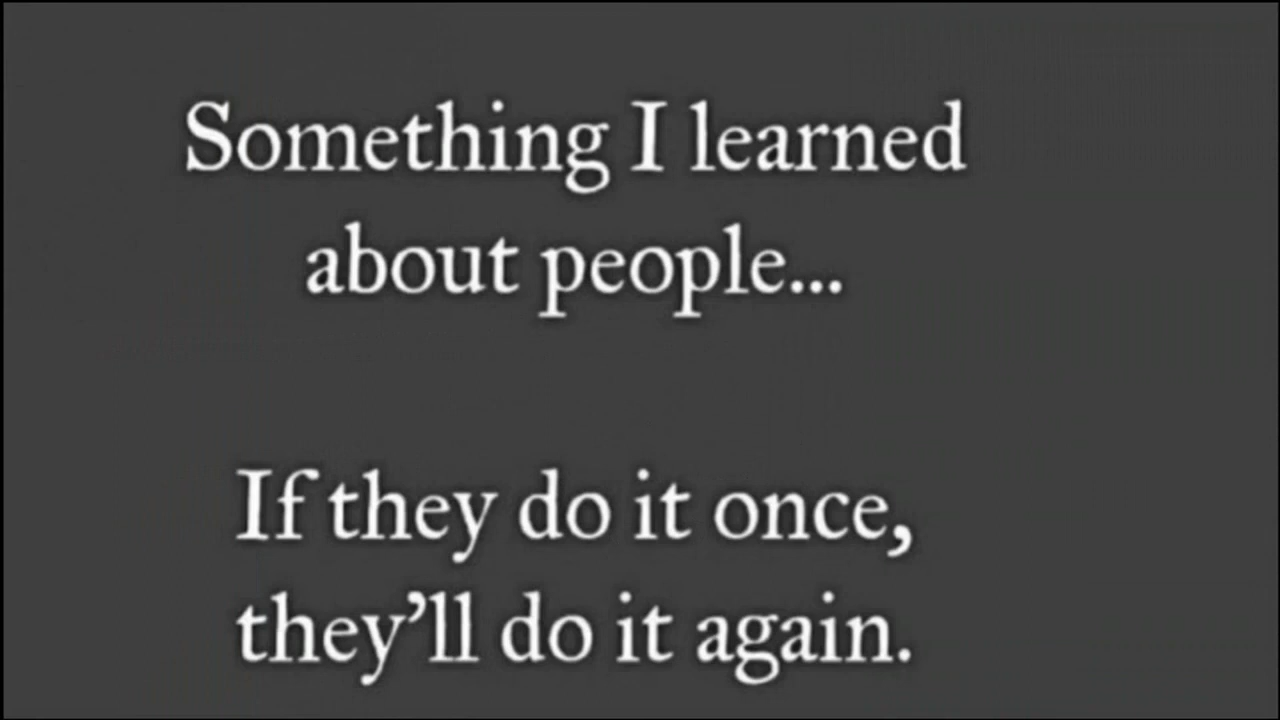 Something I learned
about people...
If they do it once,
they’ll do it again.